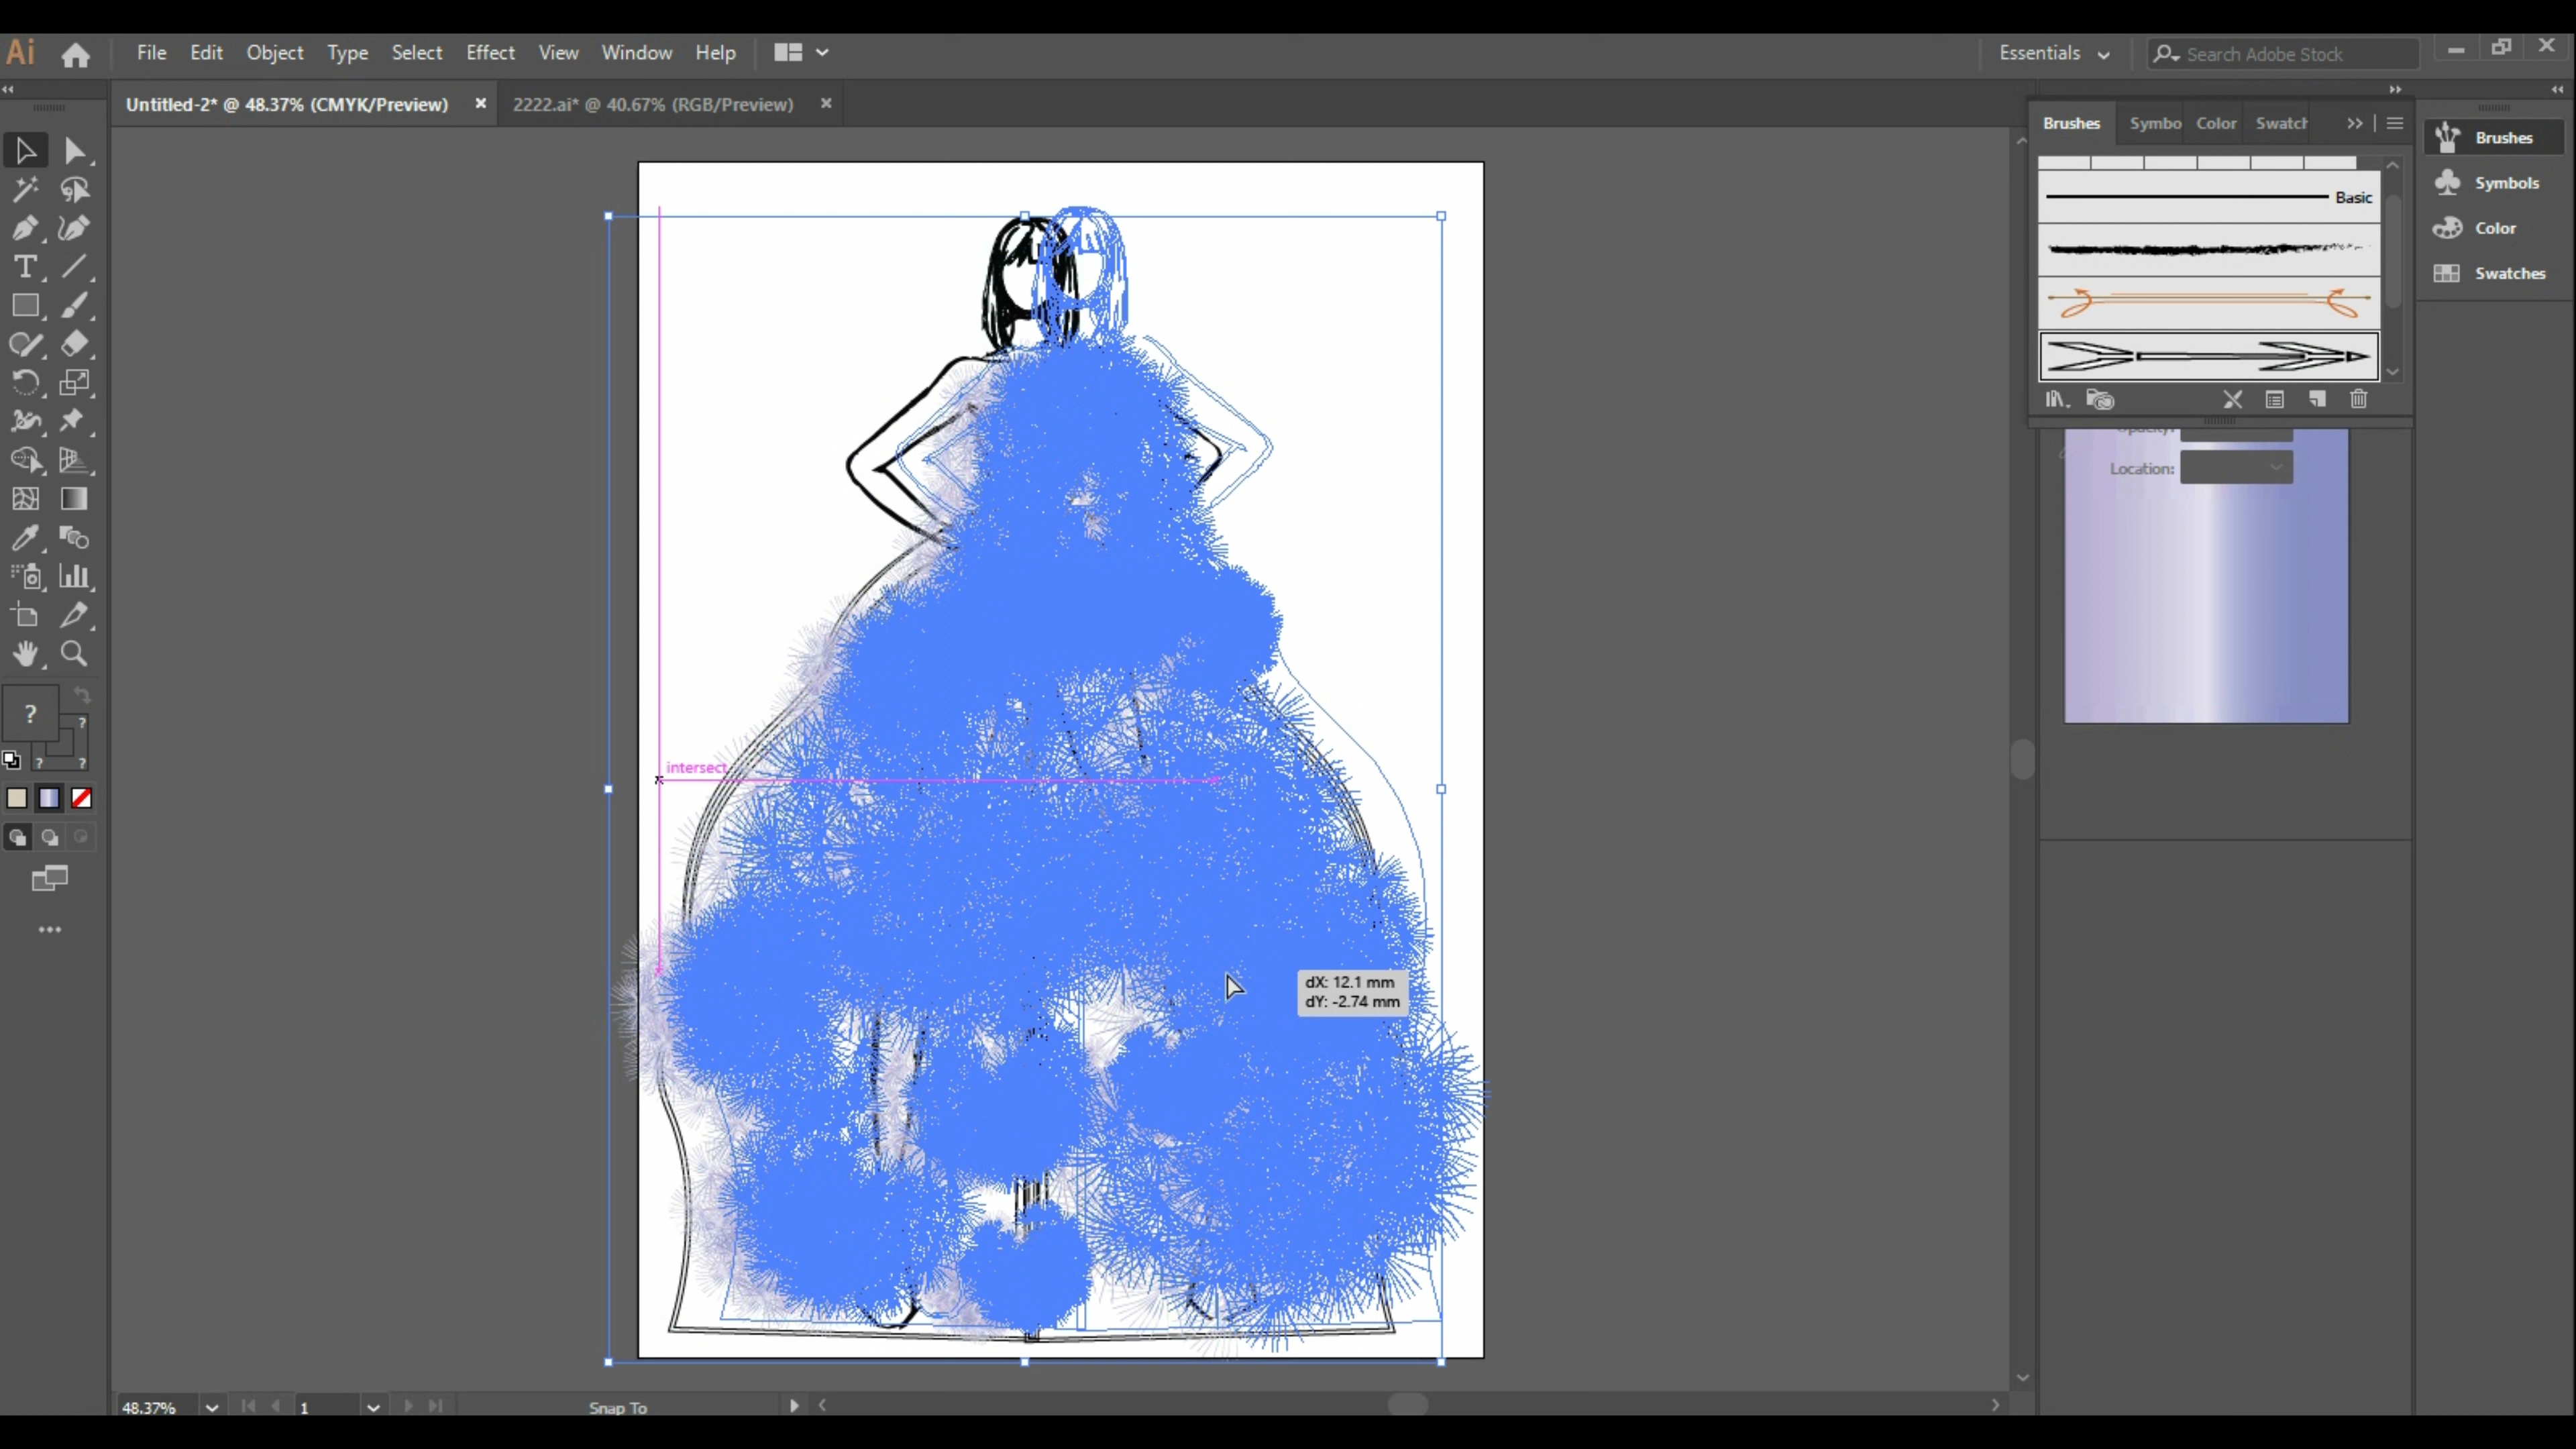 Ai File Edit Object Type Select Effect View Window Help Essentials Search Adobe Stock
Untitled-2* @ 48.37% (CMYK/Preview) × 2222.ai* @ 40.67% (RGB/Preview) ×
Brushes Symbo Color Swatch
Basic
Brushes
Symbols
Color
Swatches
Opacity:
Location:
intersect
dX: 12.1 mm
dY: -2.74 mm
?
?
? ?
48.37% 1 Snap To